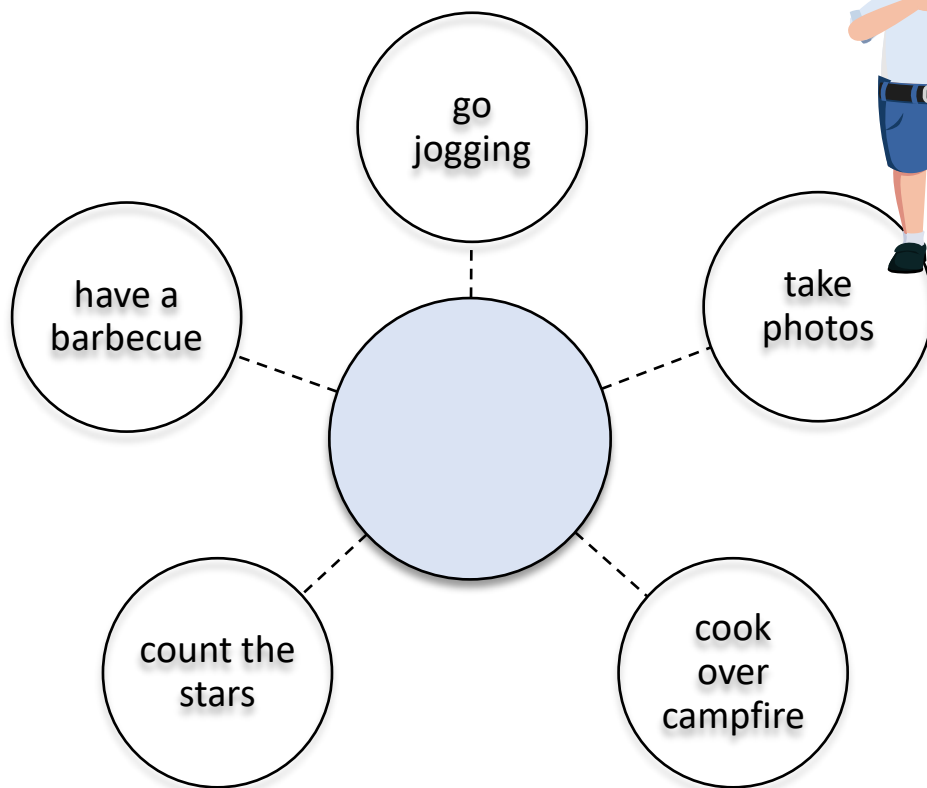 go
jogging
have a
barbecue
take
photos
count the
stars
cook
over
campfire